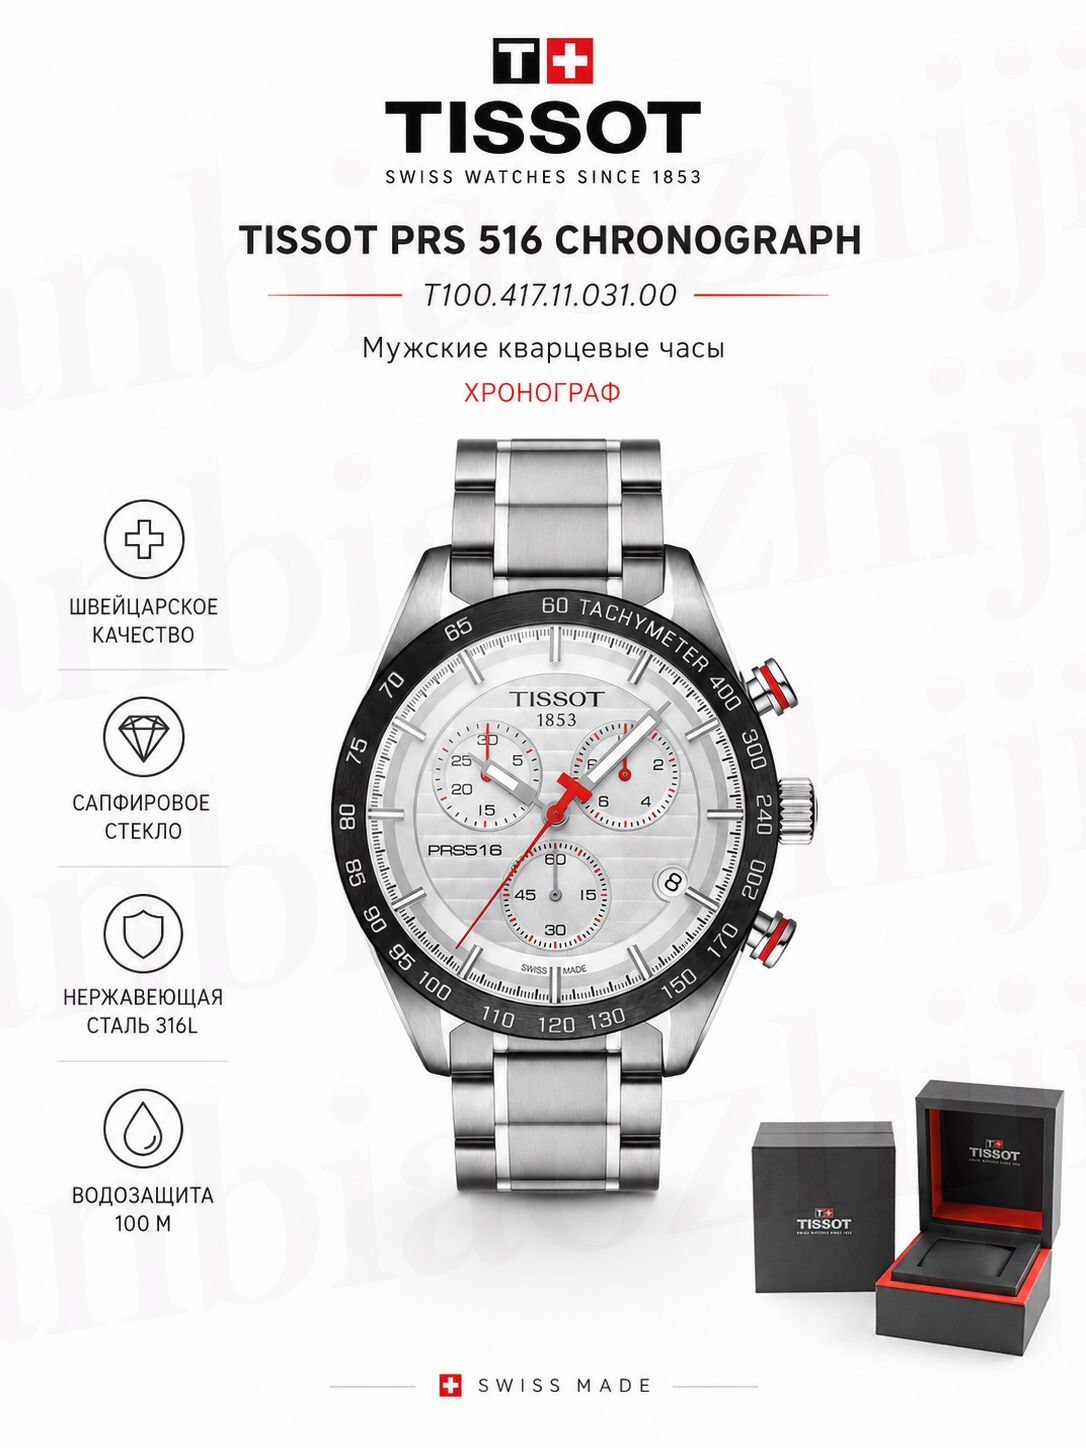 T+
TISSOT
SWISS WATCHES SINCE 1853
TISSOT PRS 516 CHRONOGRAPH
T100.417.11.031.00
Мужские кварцевые часы
ХРОНОГРАФ
ШВЕЙЦАРСКОЕ
КАЧЕСТВО
САПФИРОВОЕ
СТЕКЛО
НЕРЖАВЕЮЩАЯ
СТАЛЬ 316L
ВОДОЗАЩИТА
100 М
60 TACHYMETER 400 300 240 200 170 150 130 120 110 100 95 90 85 80 75 70 65
TISSOT
1853
30 5 15 20 25
2 4 6
PRS516
60 15 30 45
8
SWISS MADE
T+
TISSOT
T+
TISSOT
SWISS MADE
anbiaozhiji